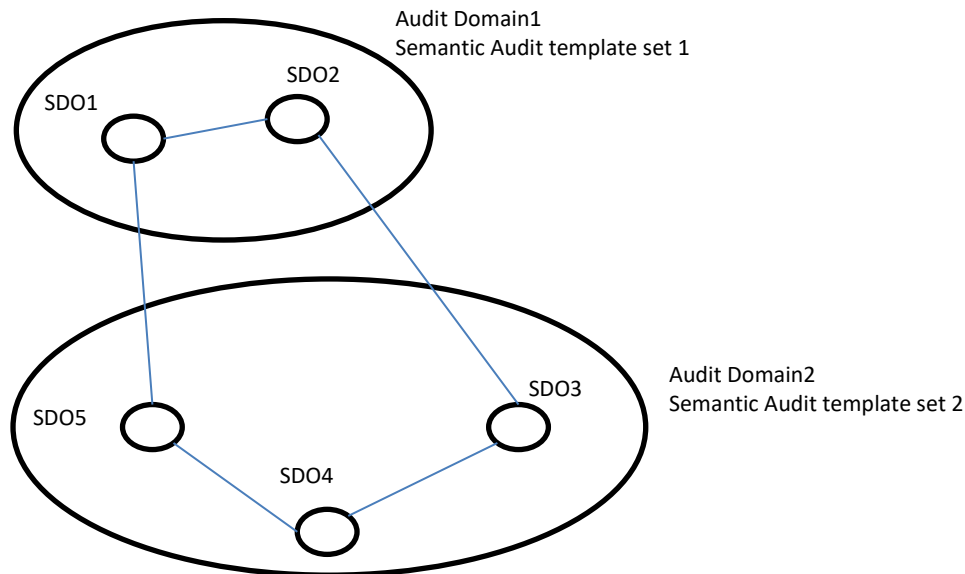 Audit Domain1
Semantic Audit template set 1
SDO2
SDO1
Audit Domain2
Semantic Audit template set 2
SDO3
SDO5
SDO4